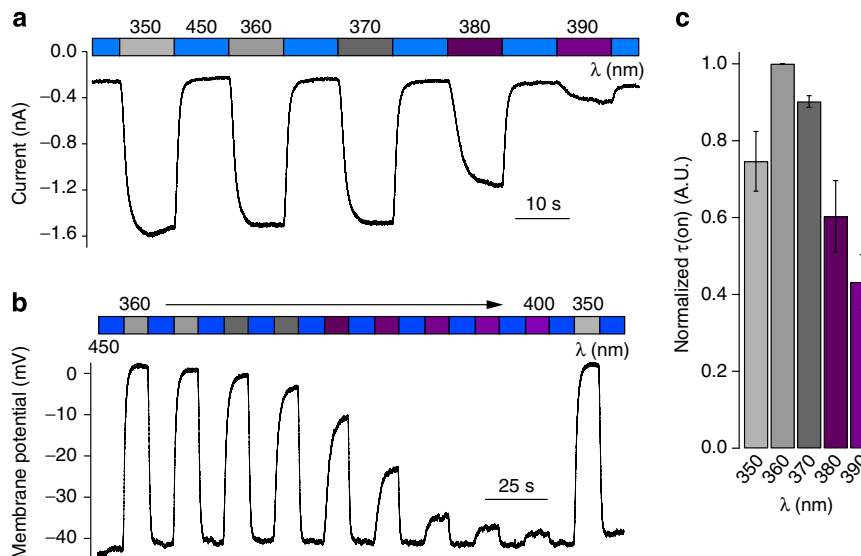 a
350 450 360 370 380 390
λ (nm)
0.0
–0.4
–0.8
–1.2
–1.6
Current (nA)
10 s
b
360 400 350
450
λ (nm)
0
–10
–20
–30
–40
Membrane potential (mV)
25 s
c
1.0
0.8
0.6
0.4
0.2
0.0
Normalized τ(on) (A.U.)
350 360 370 380 390
λ (nm)